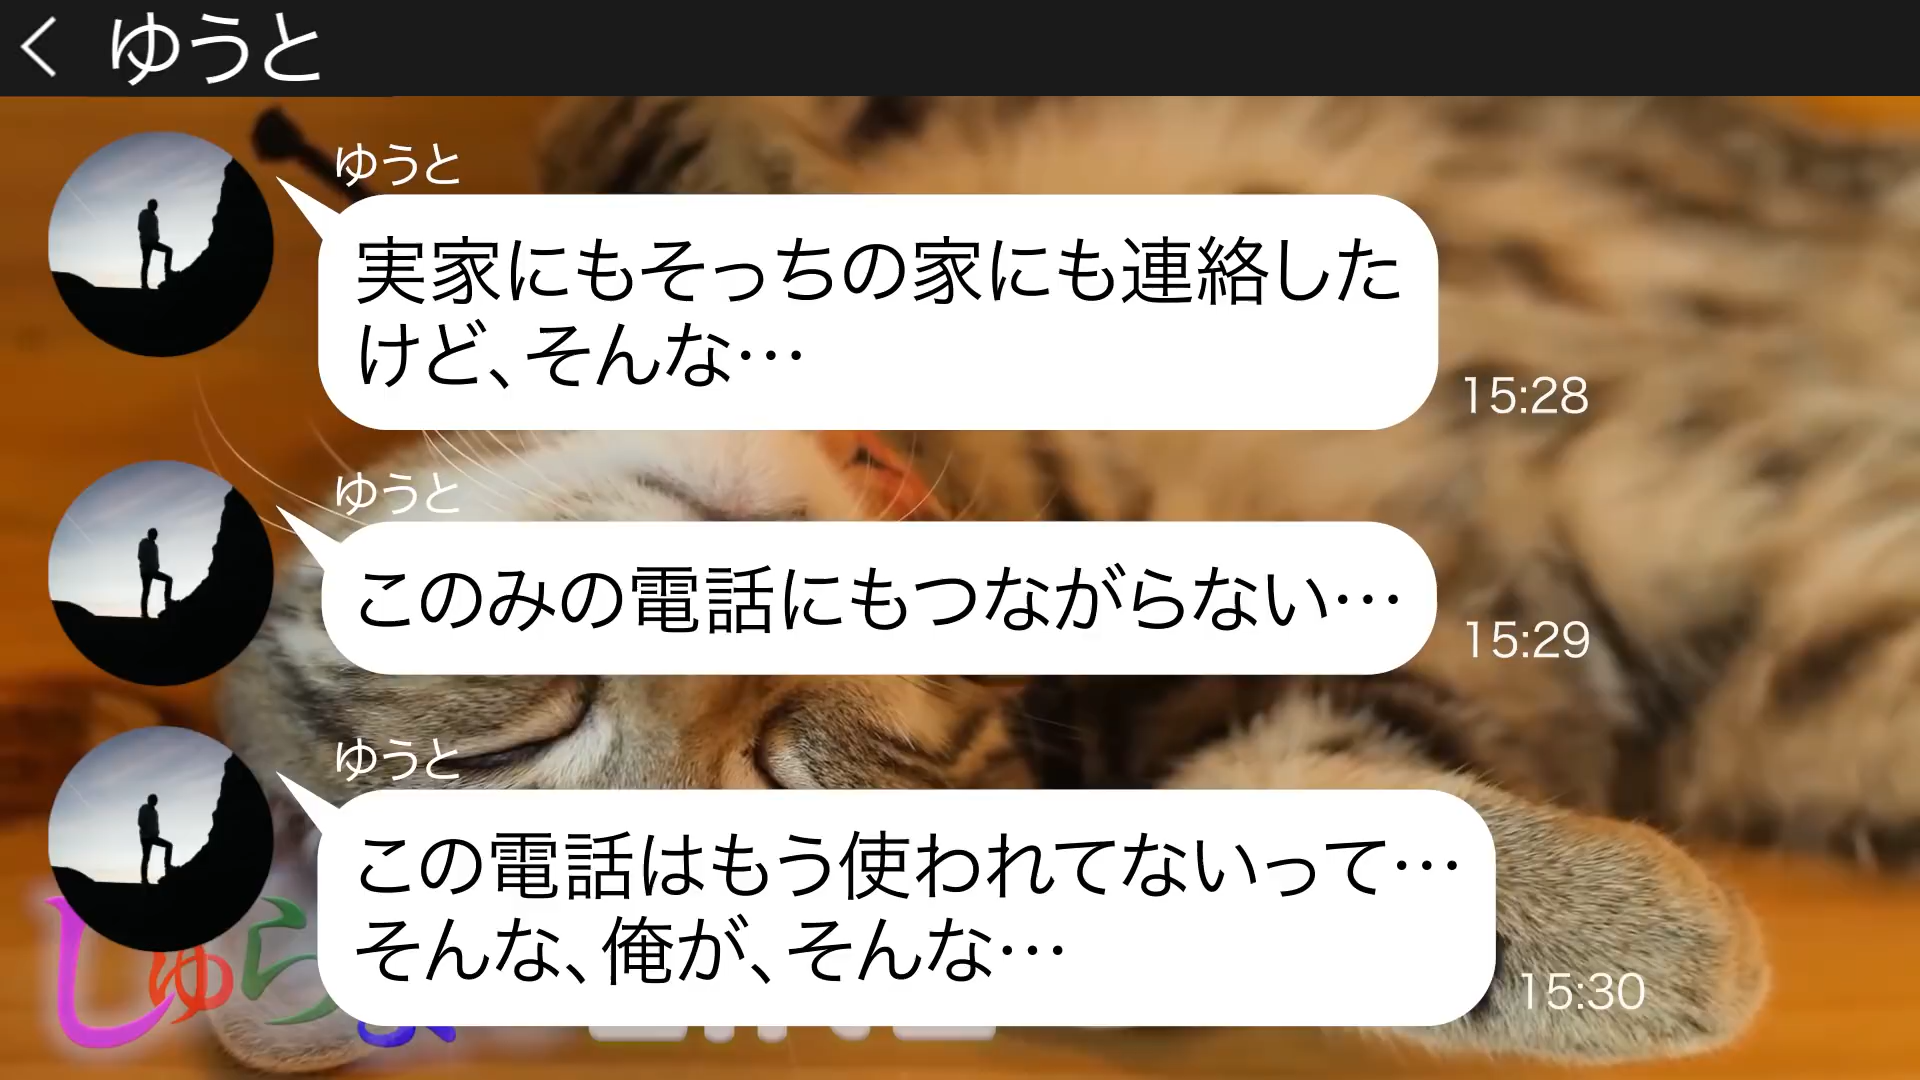 ゆうと
ゆうと
実家にもそっちの家にも連絡した
けど、そんな…
15:28
ゆうと
このみの電話にもつながらない…
15:29
ゆうと
この電話はもう使われてないって…
そんな、俺が、そんな…
15:30
しゅら